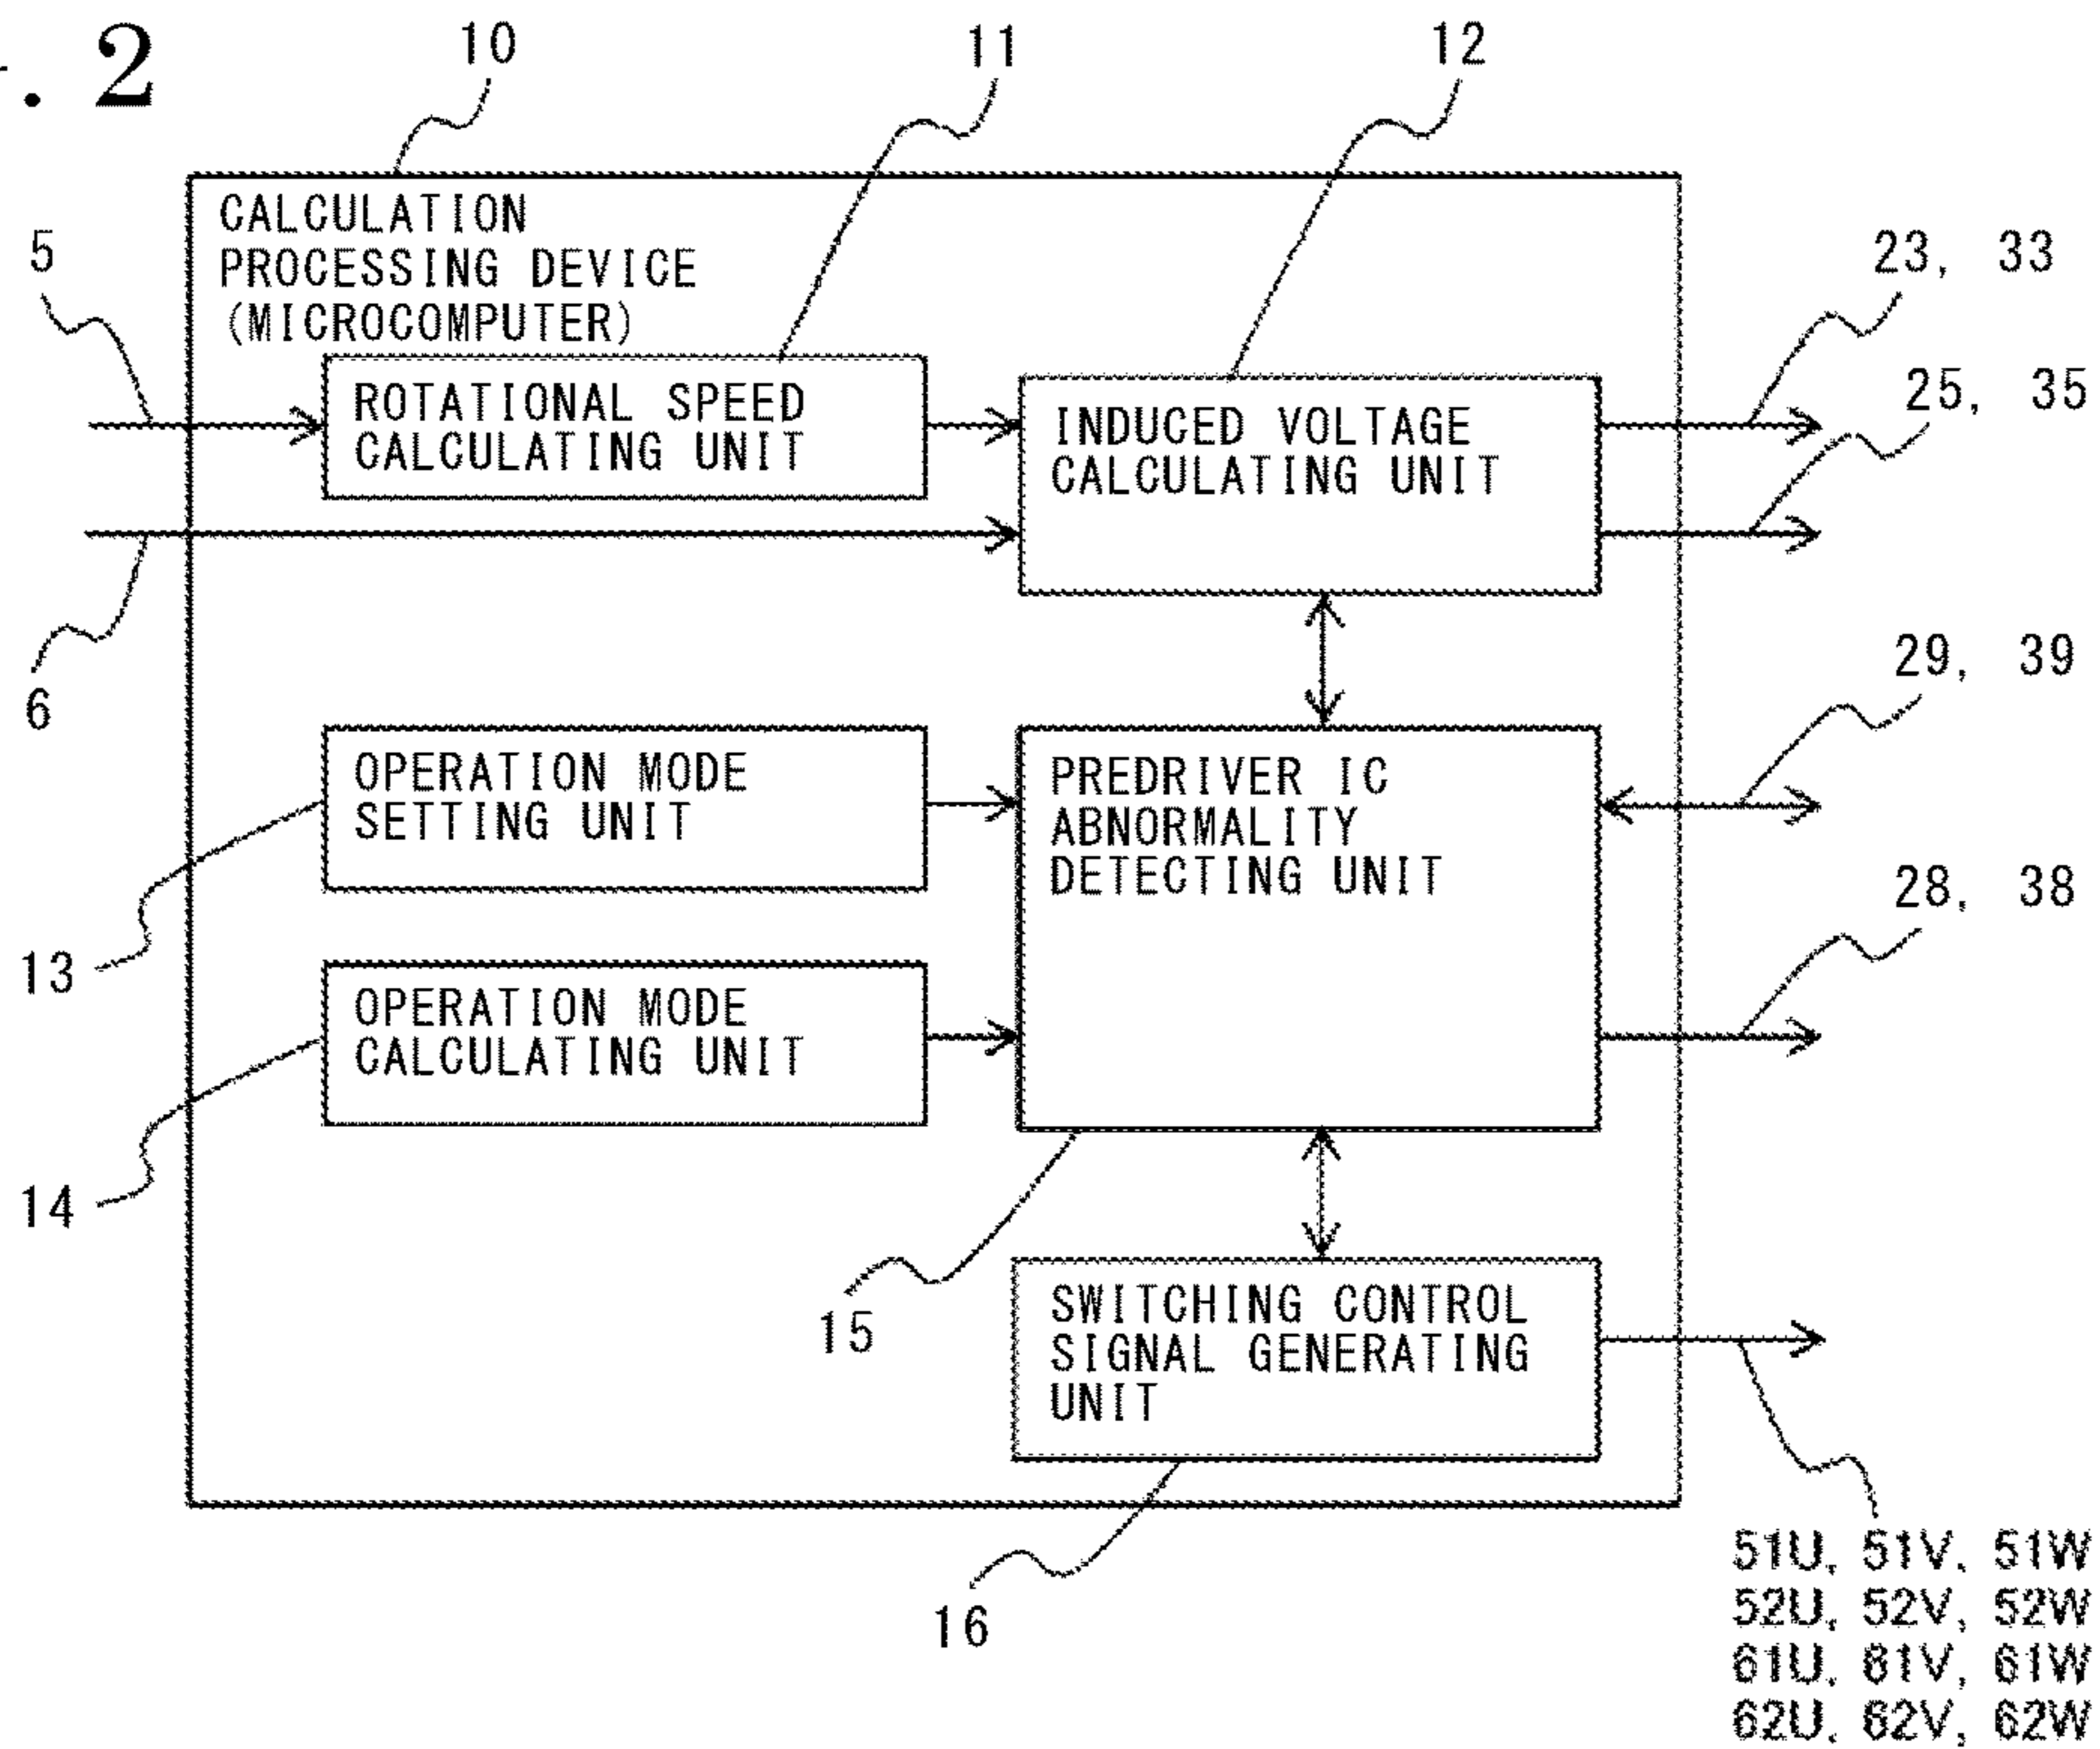 . 2
10
11
12
CALCULATION
PROCESSING DEVICE
(MICROCOMPUTER)
5
23, 33
25, 35
ROTATIONAL SPEED
CALCULATING UNIT
INDUCED VOLTAGE
CALCULATING UNIT
6
29, 39
OPERATION MODE
SETTING UNIT
PREDRIVER IC
ABNORMALITY
DETECTING UNIT
28, 38
13
OPERATION MODE
CALCULATING UNIT
14
15
SWITCHING CONTROL
SIGNAL GENERATING
UNIT
16
51U, 51V, 51W
52U, 52V, 52W
61U, 61V, 61W
62U, 62V, 62W